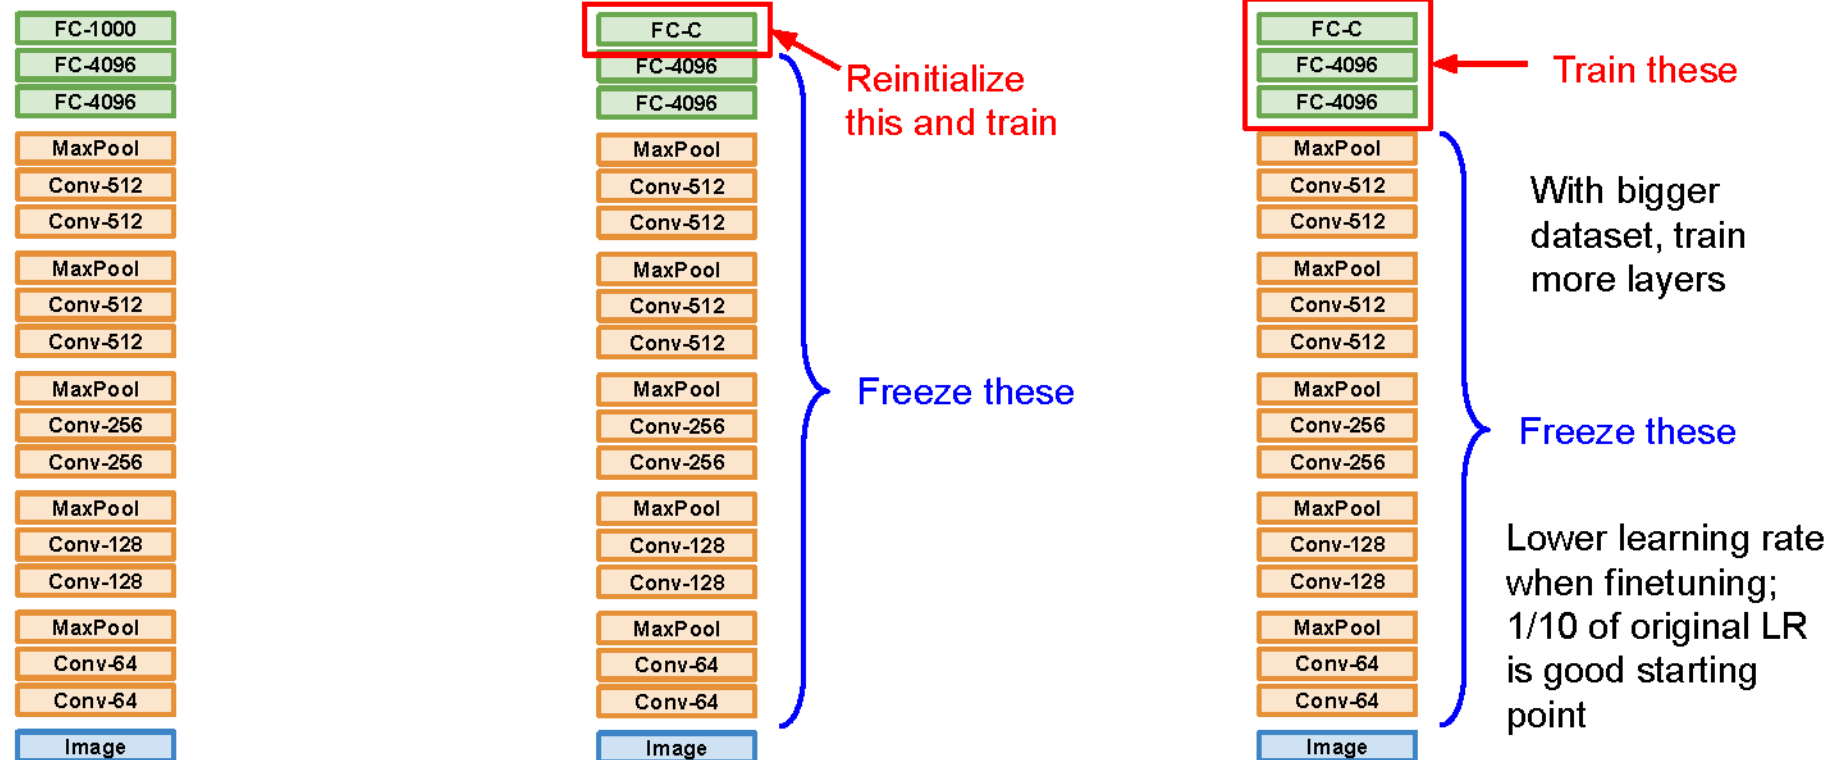 FC-1000
FC-4096
FC-4096
MaxPool
Conv-512
Conv-512
MaxPool
Conv-512
Conv-512
MaxPool
Conv-256
Conv-256
MaxPool
Conv-128
Conv-128
MaxPool
Conv-64
Conv-64
Image
FC-C
FC-4096
FC-4096
MaxPool
Conv-512
Conv-512
MaxPool
Conv-512
Conv-512
MaxPool
Conv-256
Conv-256
MaxPool
Conv-128
Conv-128
MaxPool
Conv-64
Conv-64
Image
Reinitialize
this and train
Freeze these
FC-C
FC-4096
FC-4096
MaxPool
Conv-512
Conv-512
MaxPool
Conv-512
Conv-512
MaxPool
Conv-256
Conv-256
MaxPool
Conv-128
Conv-128
MaxPool
Conv-64
Conv-64
Image
Train these
With bigger
dataset, train
more layers
Freeze these
Lower learning rate
when finetuning;
1/10 of original LR
is good starting
point